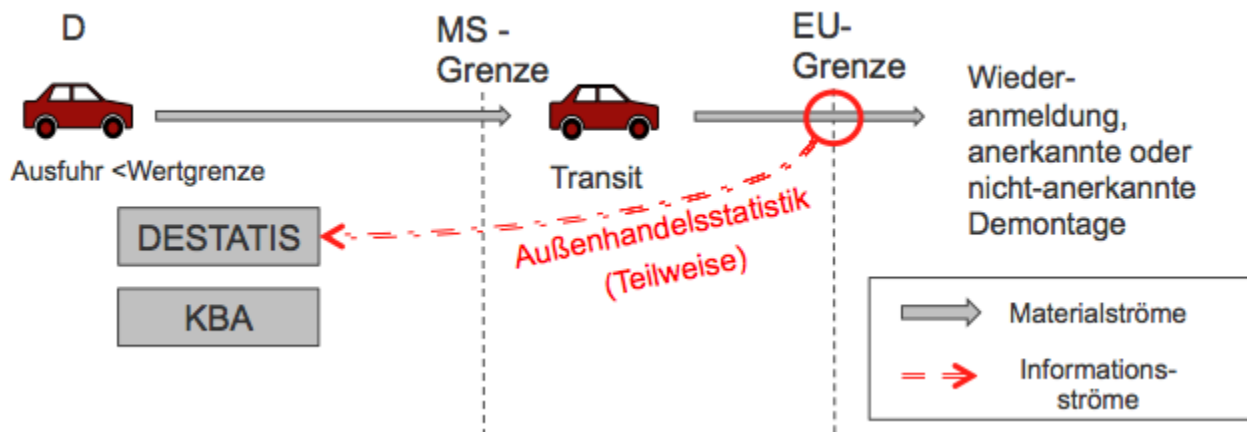 D
MS -
Grenze
EU-
Grenze
Wieder-
anmeldung,
anerkannte oder
nicht-anerkannte
Demontage
Ausfuhr <Wertgrenze
Transit
DESTATIS
Außenhandelsstatistik
(Teilweise)
KBA
Materialströme
Informations-
ströme